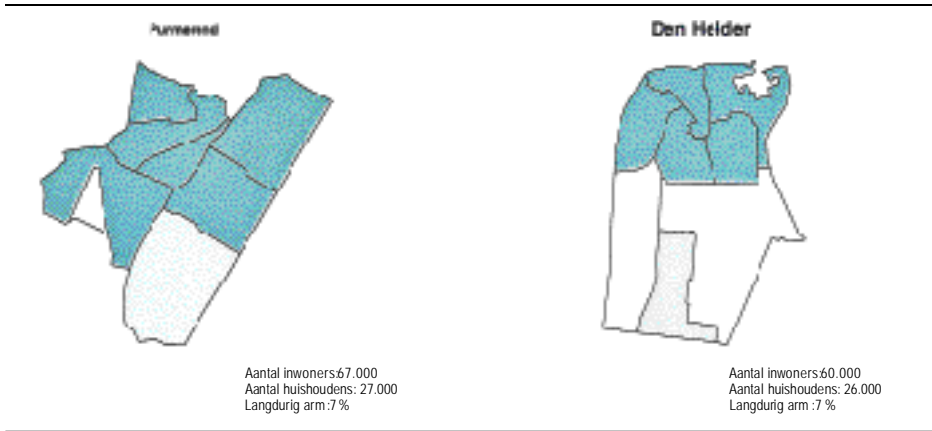 Purmerend
Den Helder
Aantal inwoners:67.000
Aantal huishoudens: 27.000
Langdurig arm :7 %
Aantal inwoners:60.000
Aantal huishoudens: 26.000
Langdurig arm :7 %